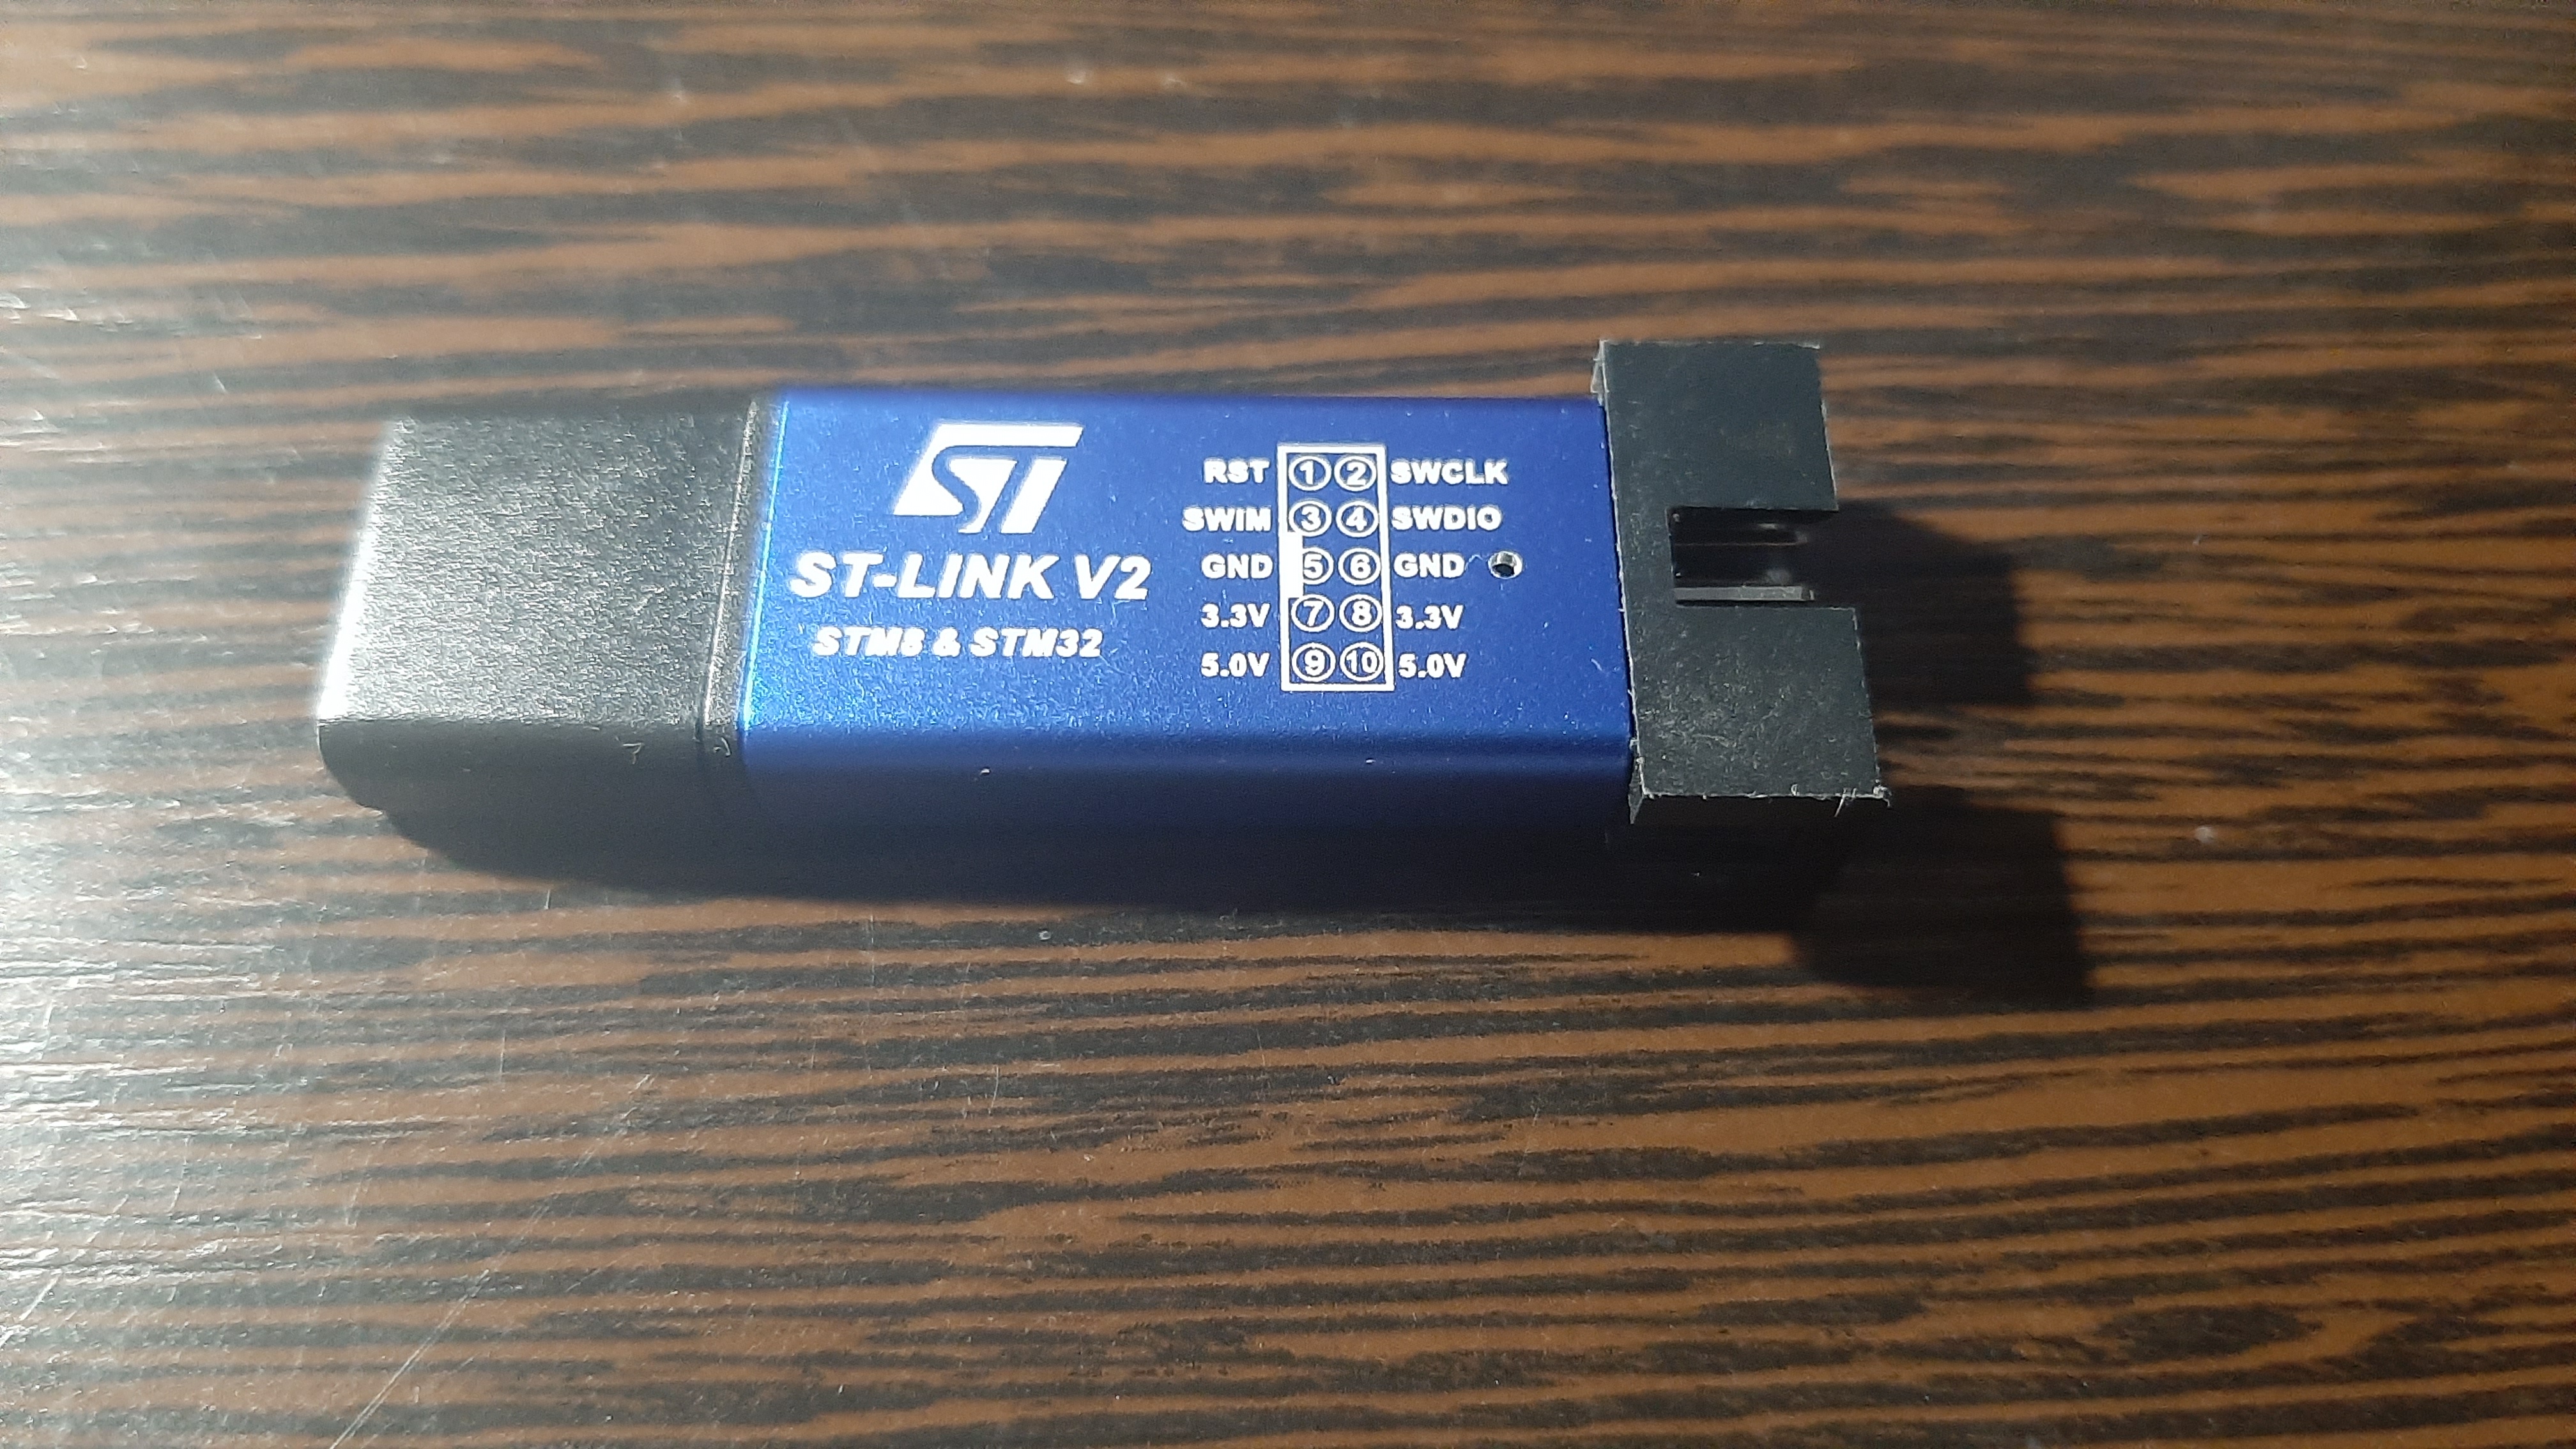 ST
ST-LINK V2
STM8 & STM32
RST 1 2 SWCLK
SWIM 3 4 SWDIO
GND 5 6 GND
3.3V 7 8 3.3V
5.0V 9 10 5.0V